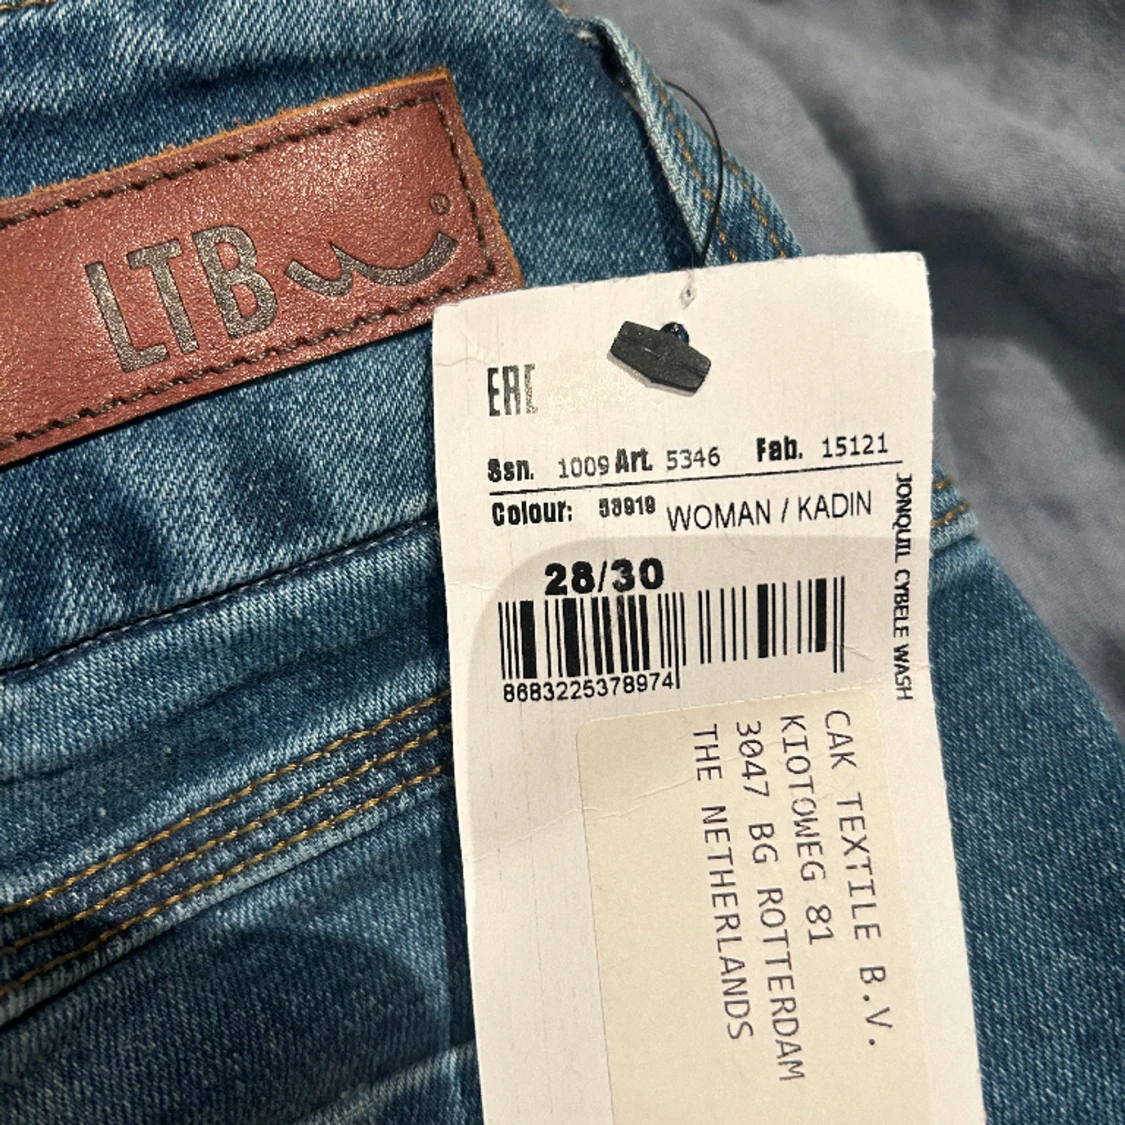 LTB ®
EAC
Ssn. 1009 Art. 5346 Fab. 15121
Colour: 53919 WOMAN / KADIN
28/30
8683225378974
JONQUIL CYBELE WASH
CAK TEXTILE B.V.
KIOTOWEG 81
3047 BG ROTTERDAM
THE NETHERLANDS